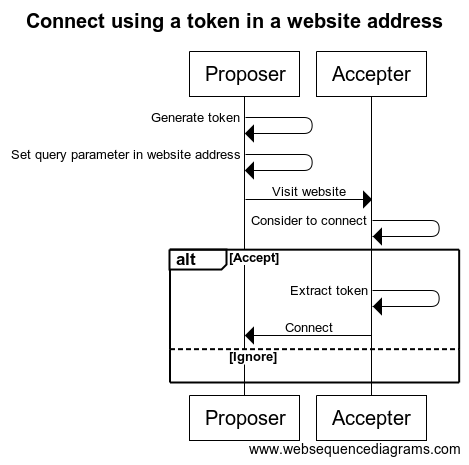 Connect using a token in a website address
Proposer
Accepter
Generate token
Set query parameter in website address
Visit website
Consider to connect
alt
[Accept]
Extract token
Connect
[Ignore]
Proposer
Accepter
www.websequencediagrams.com